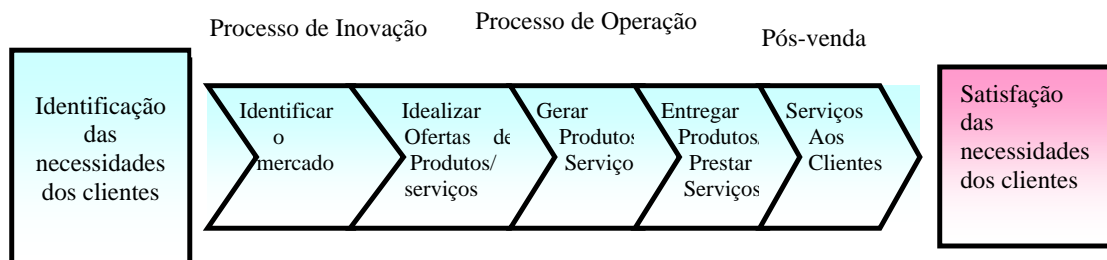 Processo de Inovação
Processo de Operação
Pós-venda
Identificação
das
necessidades
dos clientes
Identificar
o
mercado
Idealizar
Ofertas de
Produtos/
serviços
Gerar
Produtos
Serviço
Entregar
Produtos/
Prestar
Serviços
Serviços
Aos
Clientes
Satisfação
das
necessidades
dos clientes